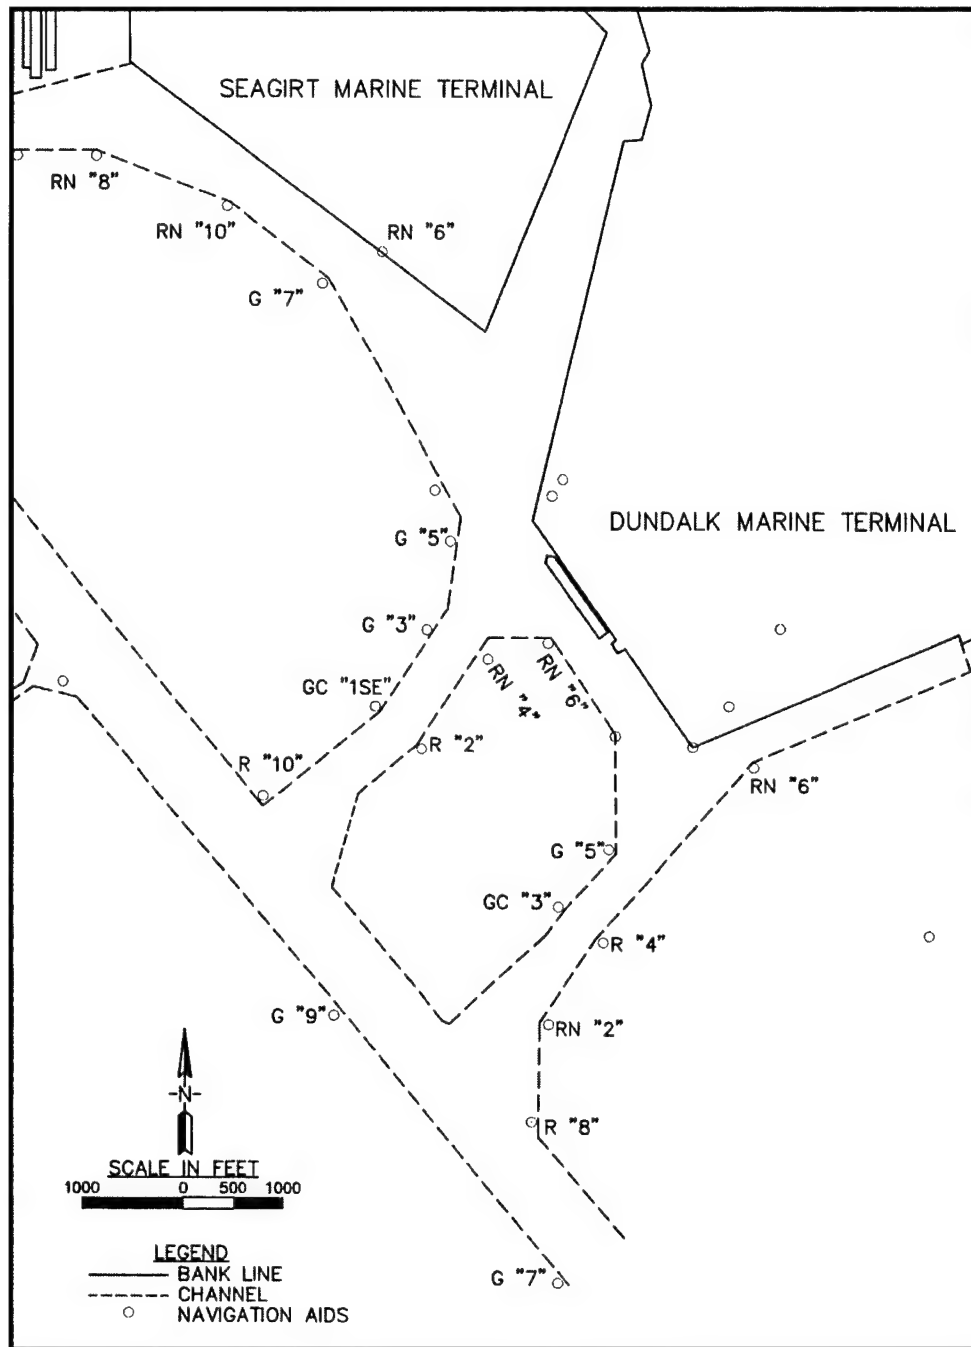 SEAGIRT MARINE TERMINAL
RN "8"
RN "10"
RN "6"
G "7"
DUNDALK MARINE TERMINAL
G "5"
G "3"
RN "4"
RN "6"
GC "1SE"
R "2"
R "10"
RN "6"
G "5"
GC "3"
R "4"
G "9"
RN "2"
R "8"
-N-
SCALE IN FEET
1000 0 500 1000
LEGEND
BANK LINE
CHANNEL
NAVIGATION AIDS
G "7"